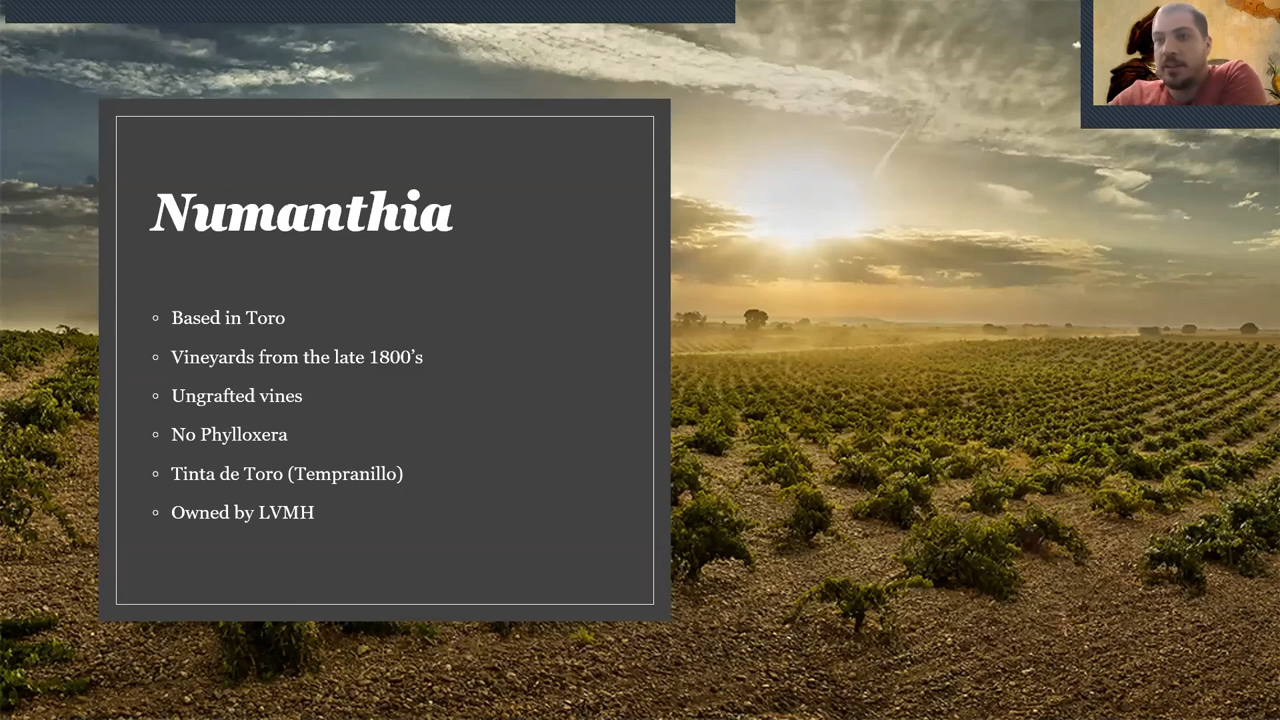 Numanthia
Based in Toro
Vineyards from the late 1800’s
Ungrafted vines
No Phylloxera
Tinta de Toro (Tempranillo)
Owned by LVMH